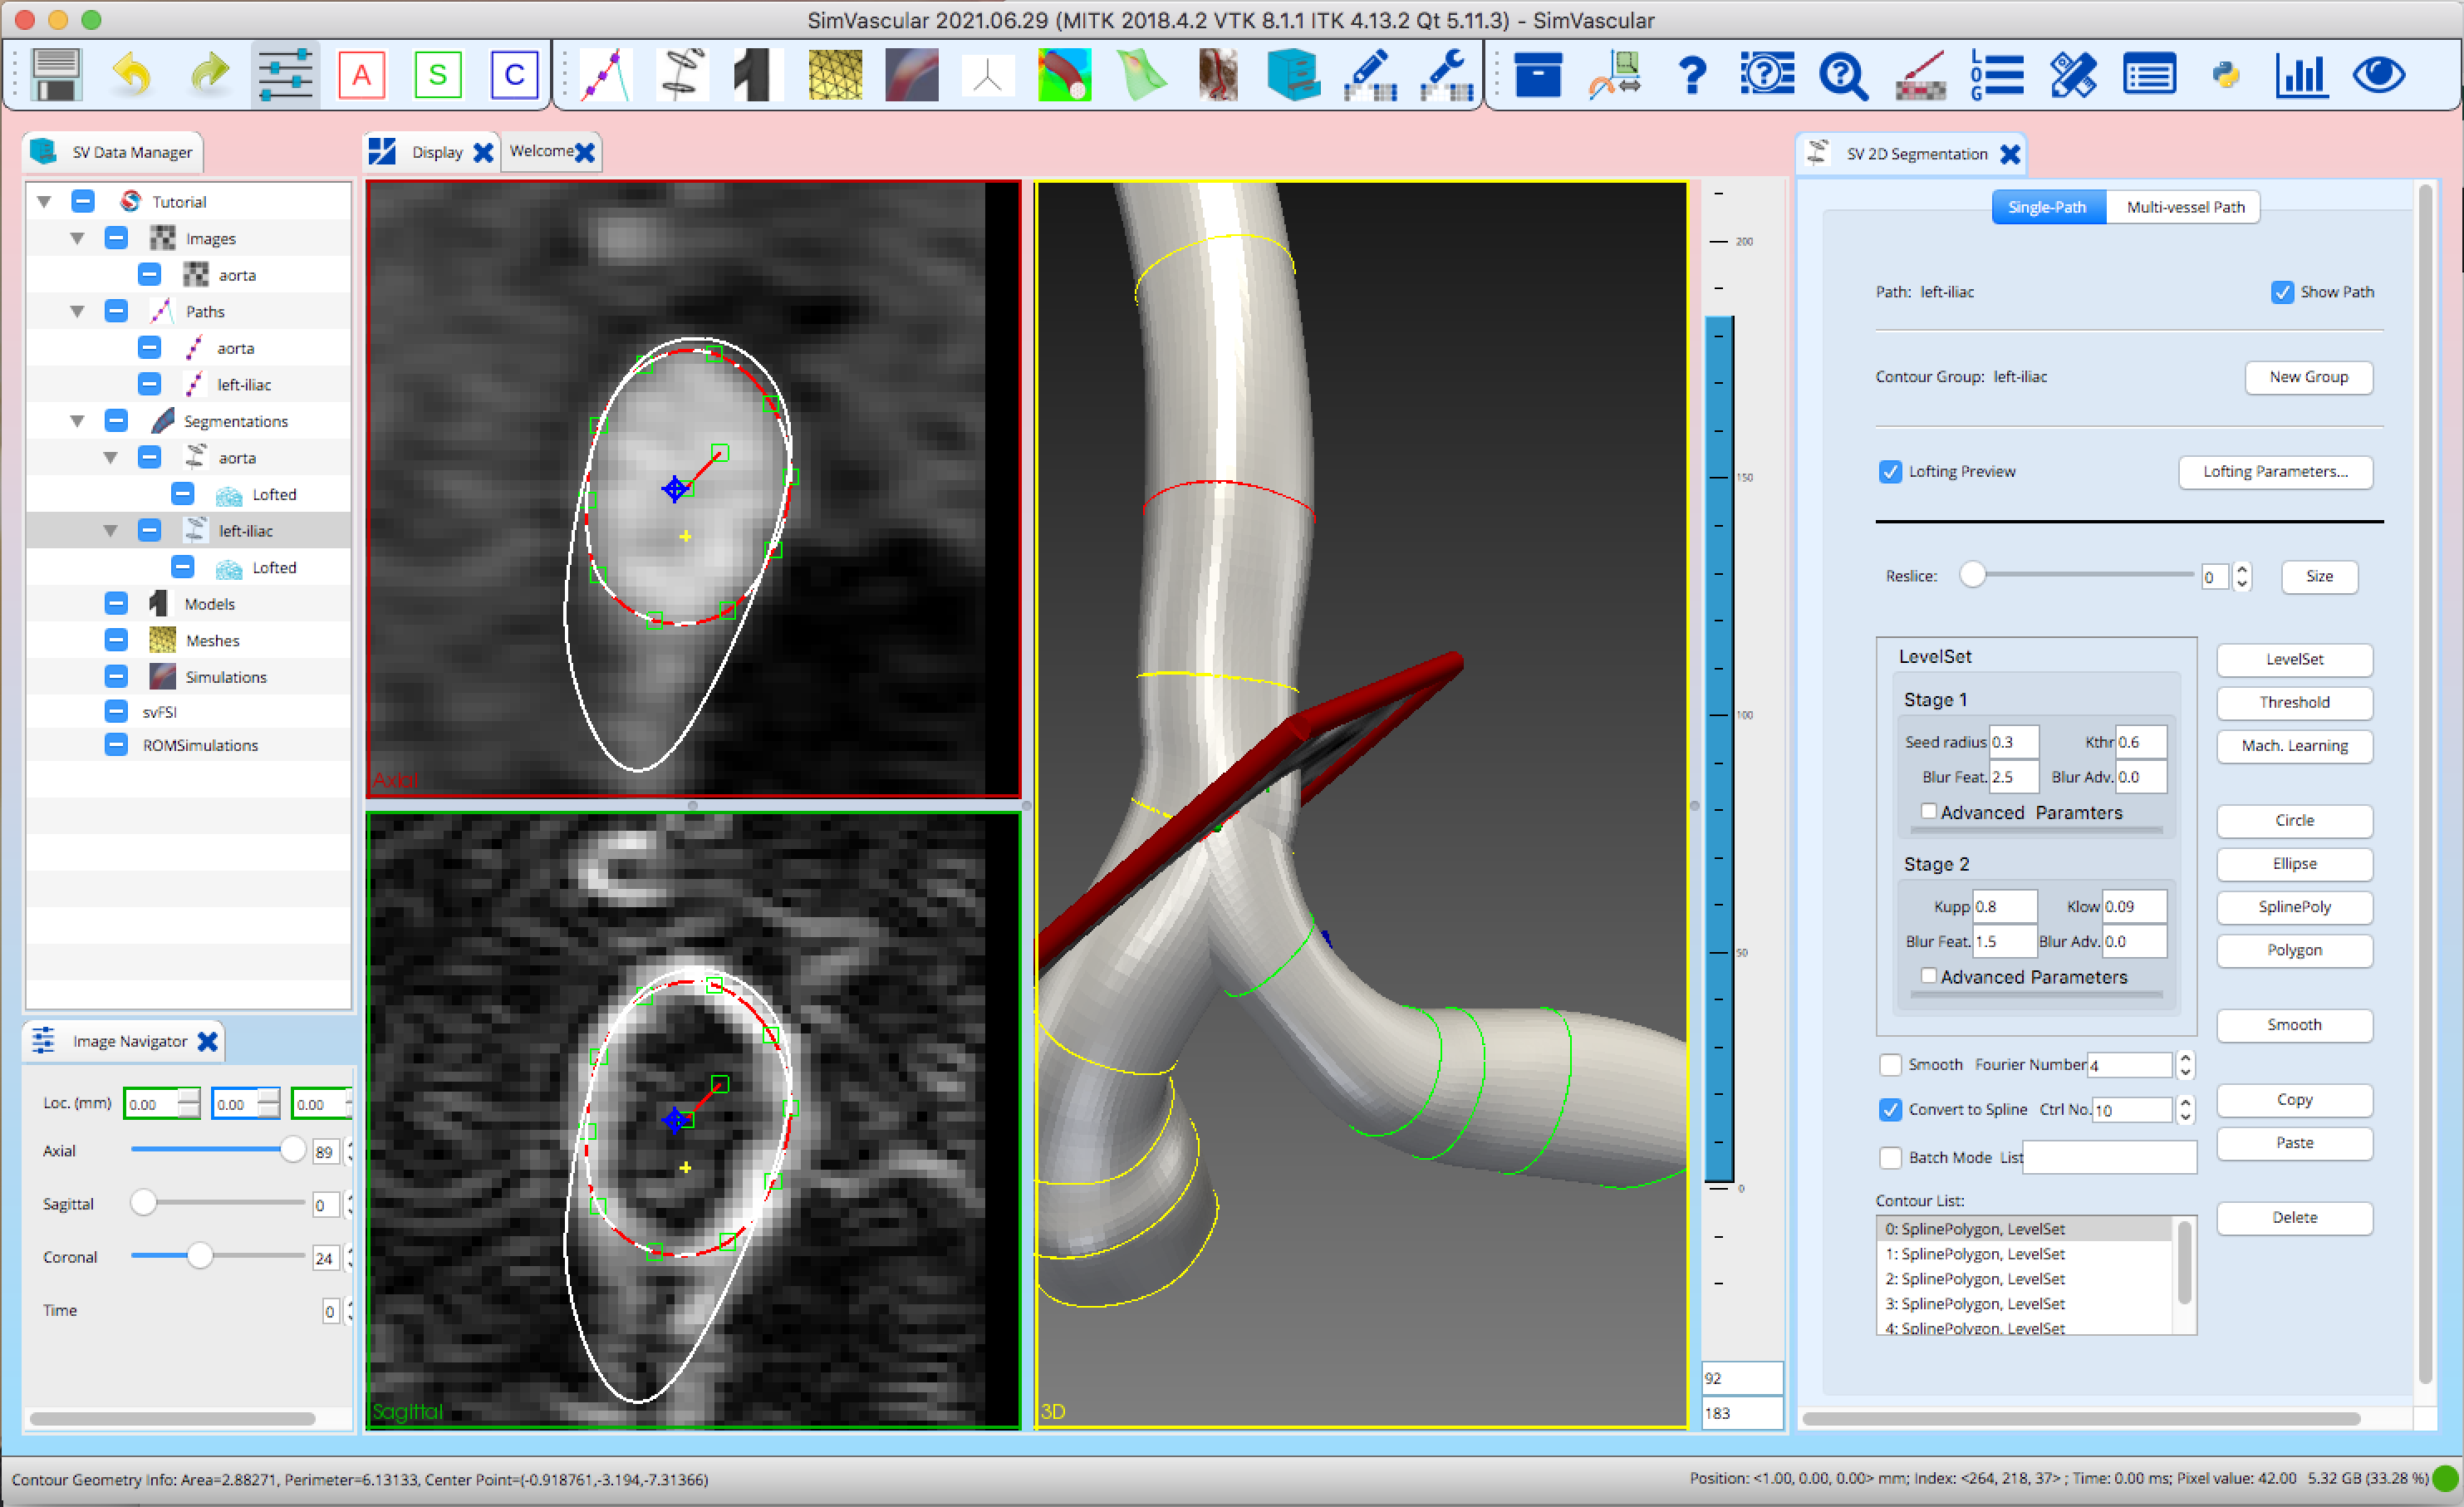 SimVascular 2021.06.29 (MITK 2018.4.2 VTK 8.1.1 ITK 4.13.2 Qt 5.11.3) - SimVascular
A
S
C
LOG
SV Data Manager
Tutorial
Images
aorta
Paths
aorta
left-iliac
Segmentations
aorta
Lofted
left-iliac
Lofted
Models
Meshes
Simulations
svFSI
ROMSimulations
Image Navigator
Loc. (mm) 0.00 0.00 0.00
Axial 89
Sagittal 0
Coronal 24
Time 0
Display
Welcome
Axial
Sagittal
3D
200
150
100
50
0
92
183
SV 2D Segmentation
Single-Path Multi-vessel Path
Path: left-iliac Show Path
Contour Group: left-iliac New Group
Lofting Preview Lofting Parameters...
Reslice: 0 Size
LevelSet
Stage 1
Seed radius 0.3 Kthr 0.6
Blur Feat. 2.5 Blur Adv. 0.0
Advanced Paramters
Stage 2
Kupp 0.8 Klow 0.09
Blur Feat. 1.5 Blur Adv. 0.0
Advanced Parameters
LevelSet
Threshold
Mach. Learning
Circle
Ellipse
SplinePoly
Polygon
Smooth
Copy
Paste
Delete
Smooth Fourier Number 4
Convert to Spline Ctrl No. 10
Batch Mode List
Contour List:
0: SplinePolygon, LevelSet
1: SplinePolygon, LevelSet
2: SplinePolygon, LevelSet
3: SplinePolygon, LevelSet
4: SplinePolygon, LevelSet
Contour Geometry Info: Area=2.88271, Perimeter=6.13133, Center Point=(-0.918761,-3.194,-7.31366)
Position: <1.00, 0.00, 0.00> mm; Index: <264, 218, 37> ; Time: 0.00 ms; Pixel value: 42.00 5.32 GB (33.28 %)